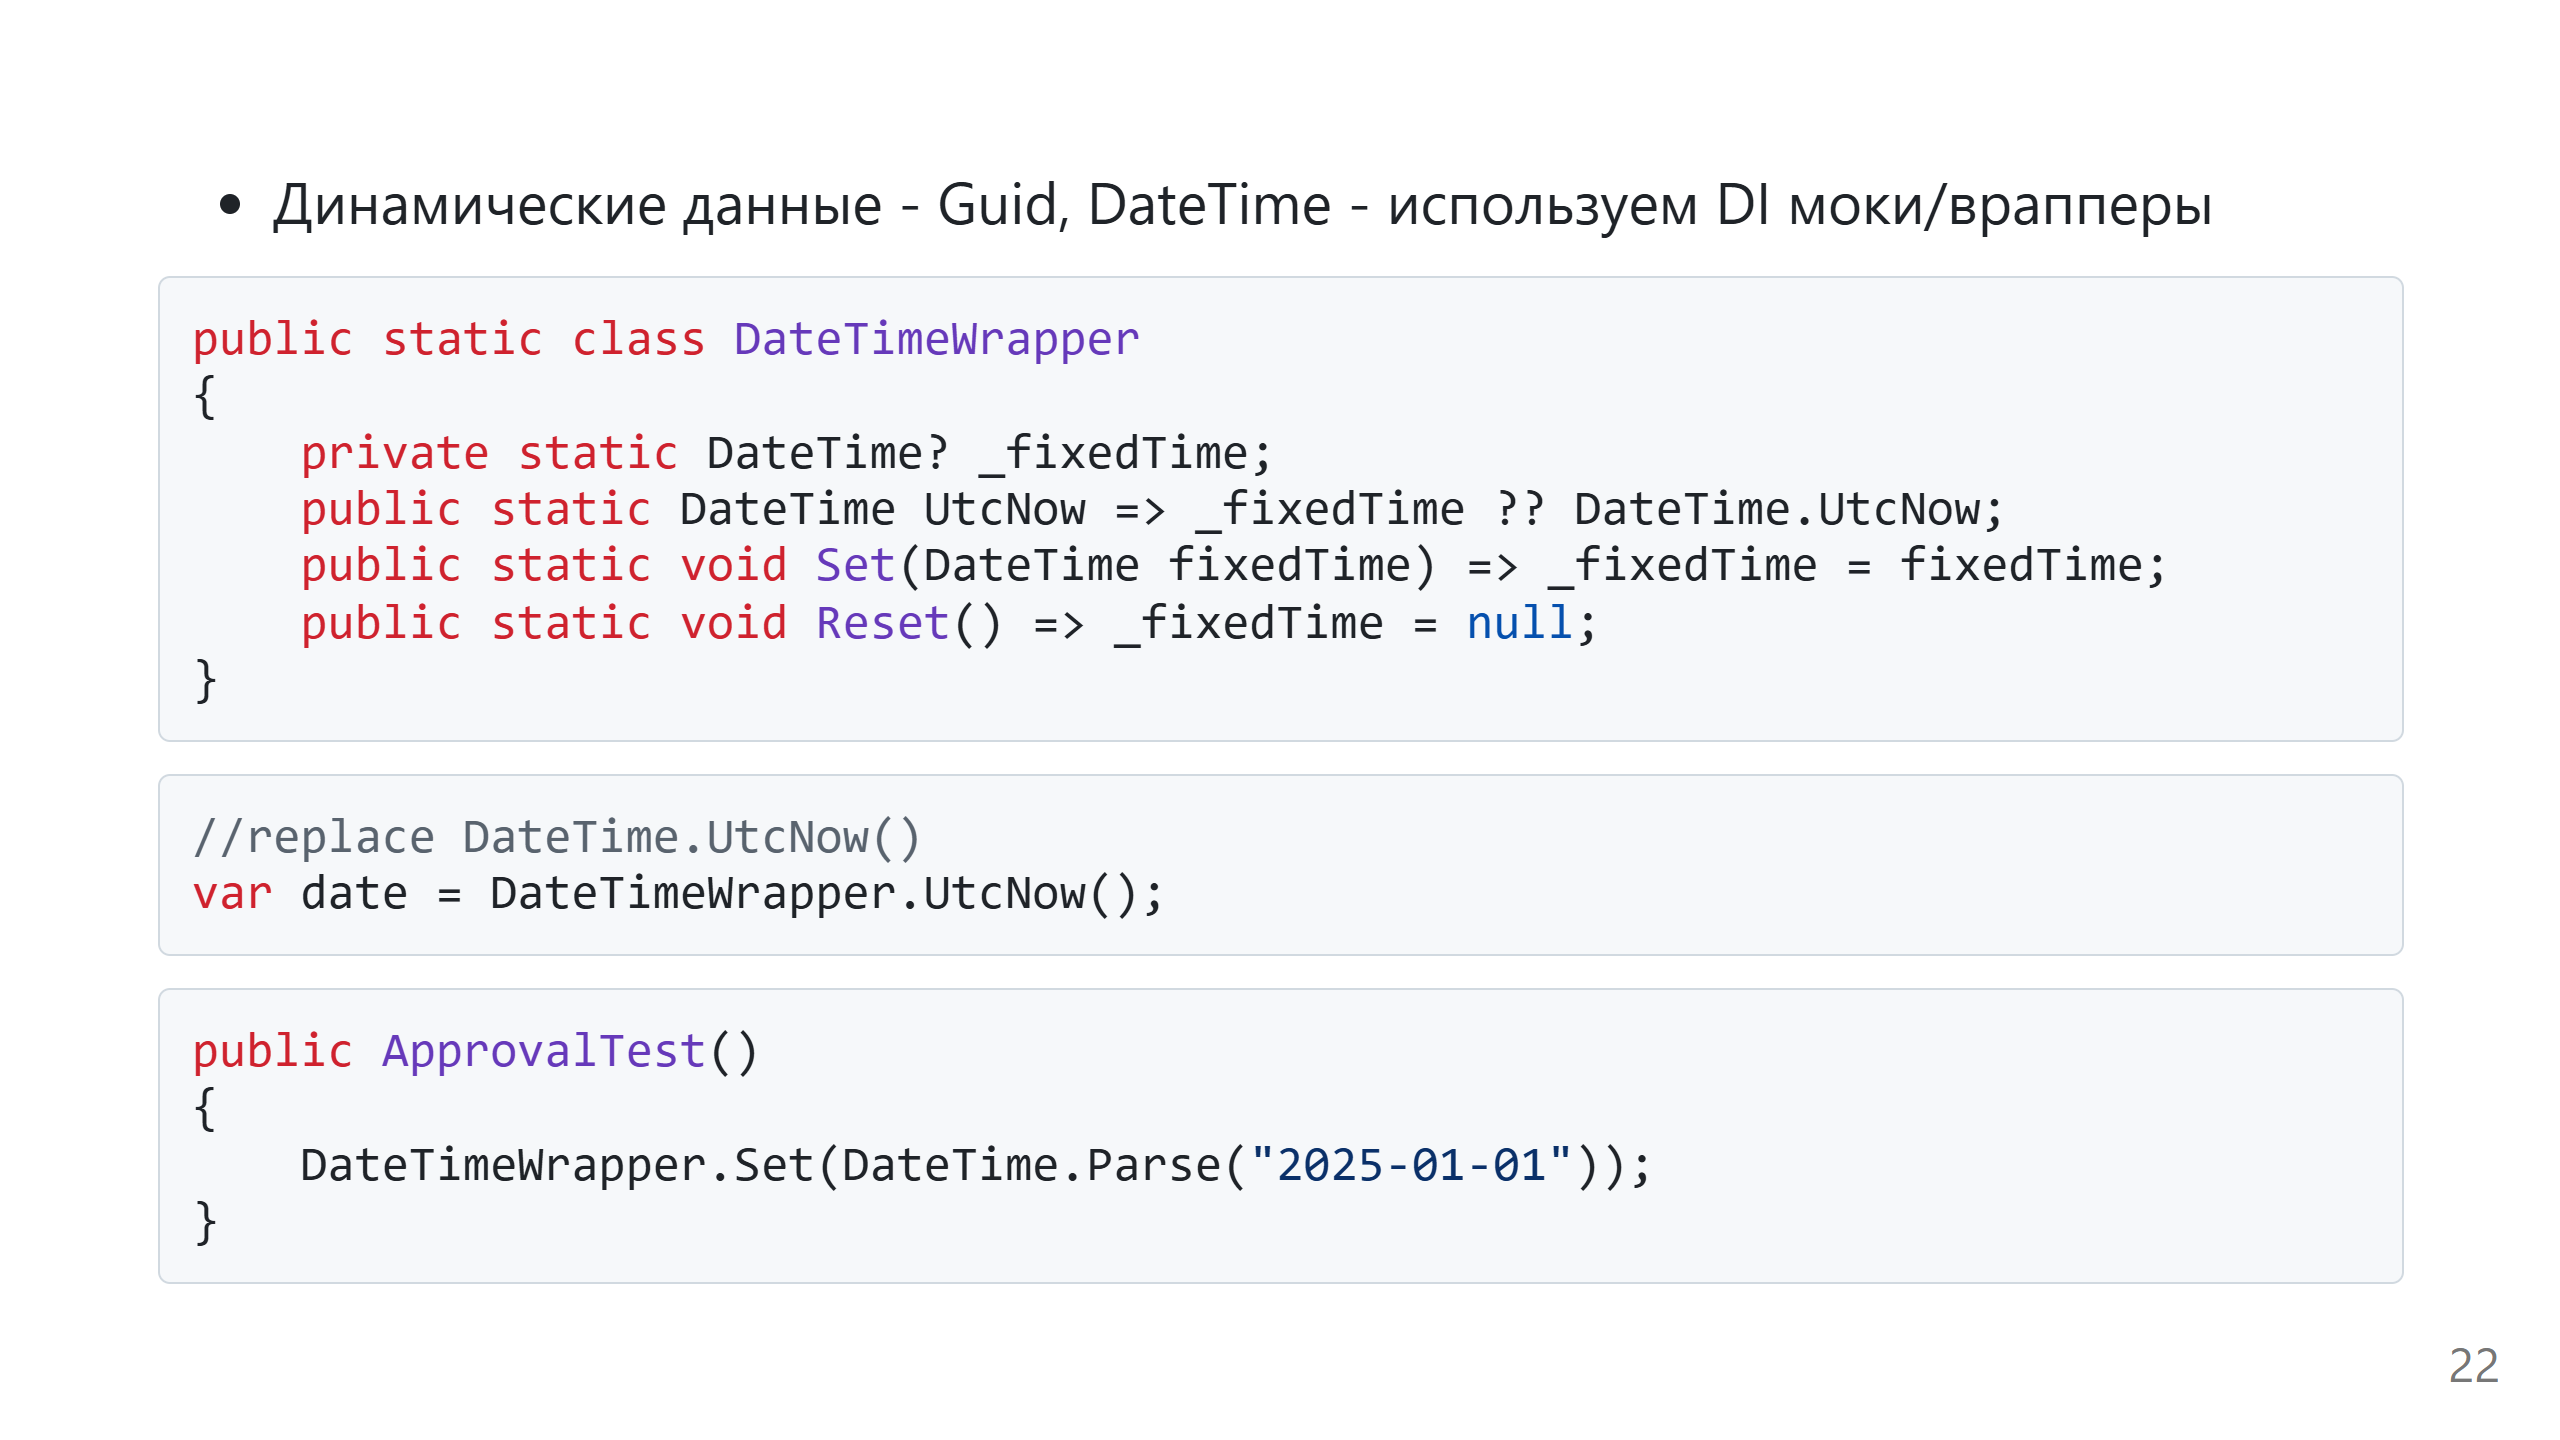 • Динамические данные - Guid, DateTime - используем DI моки/врапперы
public static class DateTimeWrapper
{
    private static DateTime? _fixedTime;
    public static DateTime UtcNow => _fixedTime ?? DateTime.UtcNow;
    public static void Set(DateTime fixedTime) => _fixedTime = fixedTime;
    public static void Reset() => _fixedTime = null;
}
//replace DateTime.UtcNow()
var date = DateTimeWrapper.UtcNow();
public ApprovalTest()
{
    DateTimeWrapper.Set(DateTime.Parse("2025-01-01"));
}
22